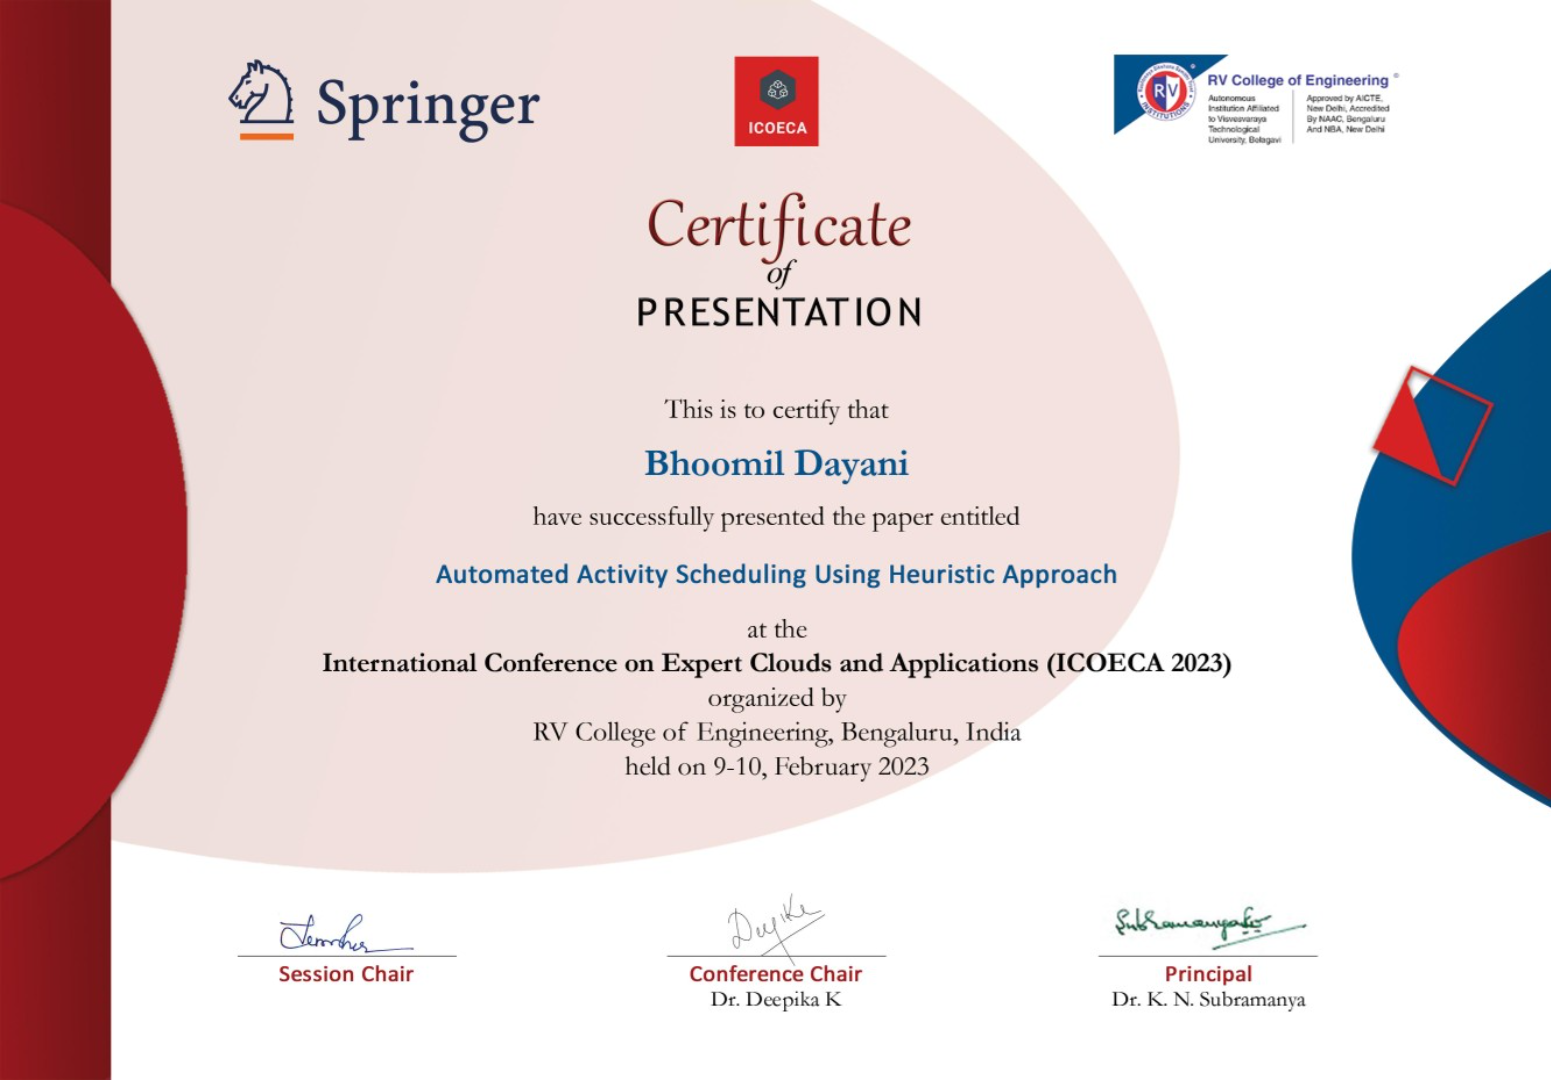 Springer
ICOECA
RV
INSTITUTIONS
RV College of Engineering ®
Autonomous
Institution Affiliated
to Visvesvaraya
Technological
University, Belagavi
Approved by AICTE,
New Delhi, Accredited
By NAAC, Bengaluru
And NBA, New Delhi
Certificate
of
PRESENTATION
This is to certify that
Bhoomil Dayani
have successfully presented the paper entitled
Automated Activity Scheduling Using Heuristic Approach
at the
International Conference on Expert Clouds and Applications (ICOECA 2023)
organized by
RV College of Engineering, Bengaluru, India
held on 9-10, February 2023
Deepika
Subramanya
Session Chair
Conference Chair
Principal
Dr. Deepika K
Dr. K. N. Subramanya